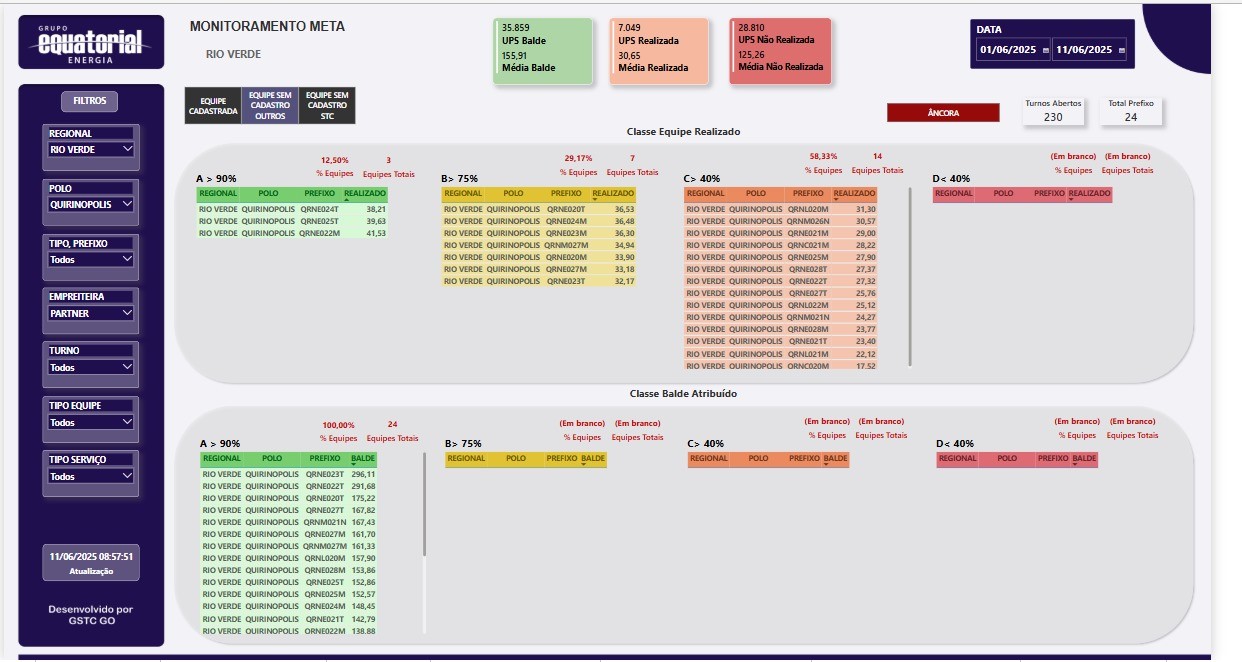 GRUPO
equatorial
ENERGIA
MONITORAMENTO META
RIO VERDE
35.859
UPS Balde
155,91
Média Balde
7.049
UPS Realizada
30,65
Média Realizada
28.810
UPS Não Realizada
125,26
Média Não Realizada
DATA
01/06/2025 11/06/2025
FILTROS
REGIONAL
RIO VERDE
POLO
QUIRINOPOLIS
TIPO, PREFIXO
Todos
EMPREITEIRA
PARTNER
TURNO
Todos
TIPO EQUIPE
Todos
TIPO SERVIÇO
Todos
11/06/2025 08:57:51
Atualização
Desenvolvido por
GSTC GO
EQUIPE
CADASTRADA
EQUIPE SEM
CADASTRO
OUTROS
EQUIPE SEM
CADASTRO
STC
ÂNCORA
Turnos Abertos
230
Total Prefixo
24
Classe Equipe Realizado
12,50% 3
% Equipes Equipes Totais
A > 90%
REGIONAL POLO PREFIXO REALIZADO
RIO VERDE QUIRINOPOLIS QRNE024T 38,21
RIO VERDE QUIRINOPOLIS QRNE025T 39,63
RIO VERDE QUIRINOPOLIS QRNE022M 41,53
29,17% 7
% Equipes Equipes Totais
B> 75%
REGIONAL POLO PREFIXO REALIZADO
RIO VERDE QUIRINOPOLIS QRNE020T 36,53
RIO VERDE QUIRINOPOLIS QRNE024M 36,48
RIO VERDE QUIRINOPOLIS QRNE023M 36,30
RIO VERDE QUIRINOPOLIS QRNM027M 34,94
RIO VERDE QUIRINOPOLIS QRNE020M 33,90
RIO VERDE QUIRINOPOLIS QRNE027M 33,18
RIO VERDE QUIRINOPOLIS QRNE023T 32,17
58,33% 14
% Equipes Equipes Totais
C> 40%
REGIONAL POLO PREFIXO REALIZADO
RIO VERDE QUIRINOPOLIS QRNL020M 31,30
RIO VERDE QUIRINOPOLIS QRNM026N 30,57
RIO VERDE QUIRINOPOLIS QRNE021M 29,00
RIO VERDE QUIRINOPOLIS QRNC021M 28,22
RIO VERDE QUIRINOPOLIS QRNE025M 27,90
RIO VERDE QUIRINOPOLIS QRNE028T 27,37
RIO VERDE QUIRINOPOLIS QRNE022T 27,32
RIO VERDE QUIRINOPOLIS QRNE027T 25,76
RIO VERDE QUIRINOPOLIS QRNL022M 25,12
RIO VERDE QUIRINOPOLIS QRNM021N 24,27
RIO VERDE QUIRINOPOLIS QRNE028M 23,77
RIO VERDE QUIRINOPOLIS QRNE021T 23,40
RIO VERDE QUIRINOPOLIS QRNL021M 22,12
RIO VERDE QUIRINOPOLIS QRNC020M 17,52
(Em branco) (Em branco)
% Equipes Equipes Totais
D< 40%
REGIONAL POLO PREFIXO REALIZADO
Classe Balde Atribuído
100,00% 24
% Equipes Equipes Totais
A > 90%
REGIONAL POLO PREFIXO BALDE
RIO VERDE QUIRINOPOLIS QRNE023T 296,11
RIO VERDE QUIRINOPOLIS QRNE022T 291,68
RIO VERDE QUIRINOPOLIS QRNE020T 175,22
RIO VERDE QUIRINOPOLIS QRNE027T 167,82
RIO VERDE QUIRINOPOLIS QRNM021N 167,43
RIO VERDE QUIRINOPOLIS QRNE027M 161,70
RIO VERDE QUIRINOPOLIS QRNM027M 161,33
RIO VERDE QUIRINOPOLIS QRNL020M 157,90
RIO VERDE QUIRINOPOLIS QRNE028M 153,86
RIO VERDE QUIRINOPOLIS QRNE025T 152,86
RIO VERDE QUIRINOPOLIS QRNE025M 152,57
RIO VERDE QUIRINOPOLIS QRNE024M 148,45
RIO VERDE QUIRINOPOLIS QRNE021T 142,79
RIO VERDE QUIRINOPOLIS QRNE022M 138,88
(Em branco) (Em branco)
% Equipes Equipes Totais
B> 75%
REGIONAL POLO PREFIXO BALDE
(Em branco) (Em branco)
% Equipes Equipes Totais
C> 40%
REGIONAL POLO PREFIXO BALDE
(Em branco) (Em branco)
% Equipes Equipes Totais
D< 40%
REGIONAL POLO PREFIXO BALDE